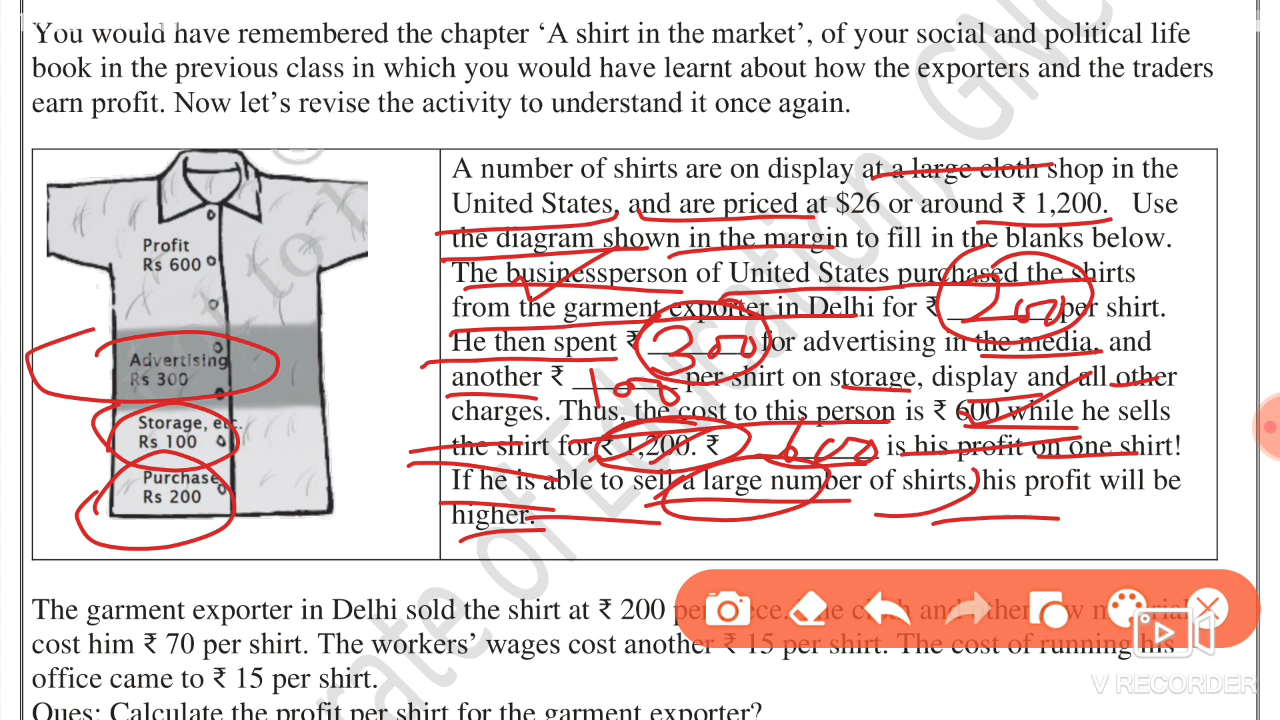 You would have remembered the chapter ‘A shirt in the market’, of your social and political life
book in the previous class in which you would have learnt about how the exporters and the traders
earn profit. Now let’s revise the activity to understand it once again.
Profit
Rs 600
Advertising
Rs 300
Storage, etc.
Rs 100
Purchase
Rs 200
A number of shirts are on display at a large cloth shop in the
United States, and are priced at $26 or around ₹ 1,200. Use
the diagram shown in the margin to fill in the blanks below.
The businessperson of United States purchased the shirts
from the garment exporter in Delhi for ₹ 200 per shirt.
He then spent ₹ 300 for advertising in the media, and
another ₹ 100 per shirt on storage, display and all other
charges. Thus, the cost to this person is ₹ 600 while he sells
the shirt for ₹ 1,200. ₹ 600 is his profit on one shirt!
If he is able to sell a large number of shirts, his profit will be
higher.
The garment exporter in Delhi sold the shirt at ₹ 200
cost him ₹ 70 per shirt. The workers’ wages cost another ₹ 15 per shirt. The cost of running his
office came to ₹ 15 per shirt.
Ques: Calculate the profit per shirt for the garment exporter?
V RECORDER